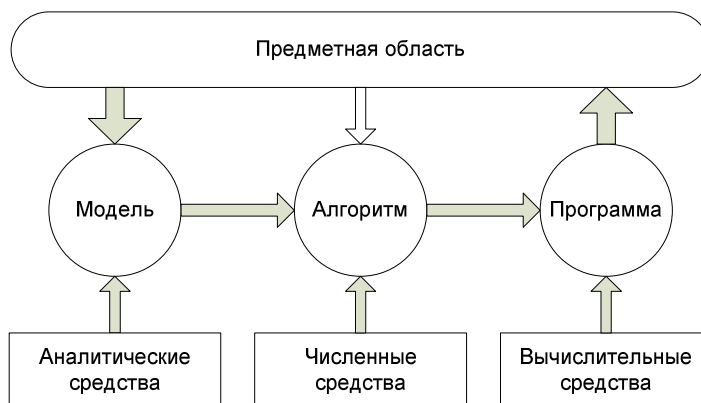 Предметная область
Модель
Алгоритм
Программа
Аналитические
средства
Численные
средства
Вычислительные
средства